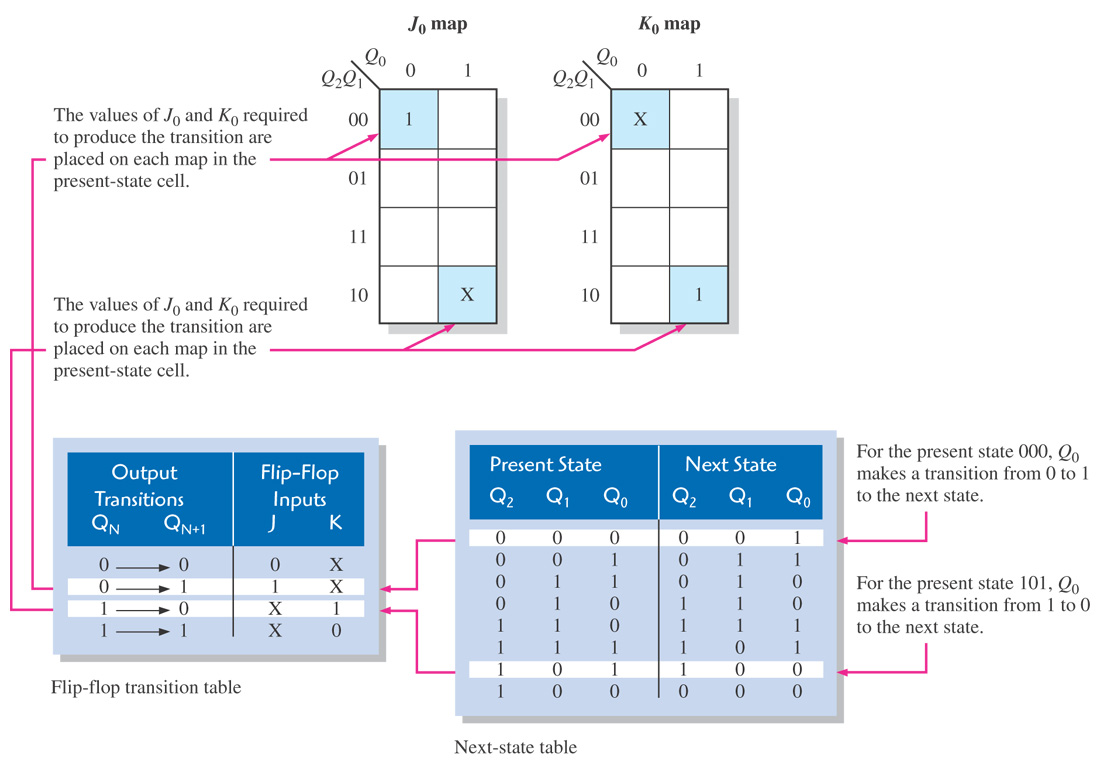 J0 map
K0 map
Q0
Q2Q1
0 1
Q0
Q2Q1
0 1
The values of J0 and K0 required
to produce the transition are
placed on each map in the
present-state cell.
00 1
01
11
10 X
00 X
01
11
10 1
The values of J0 and K0 required
to produce the transition are
placed on each map in the
present-state cell.
Output Transitions Flip-Flop Inputs
QN QN+1 J K
0 0 0 X
0 1 1 X
1 0 X 1
1 1 X 0
Flip-flop transition table
Present State Next State
Q2 Q1 Q0 Q2 Q1 Q0
0 0 0 0 0 1
0 0 1 0 1 1
0 1 1 0 1 0
0 1 0 1 1 0
1 1 0 1 1 1
1 1 1 1 0 1
1 0 1 1 0 0
1 0 0 0 0 0
Next-state table
For the present state 000, Q0
makes a transition from 0 to 1
to the next state.
For the present state 101, Q0
makes a transition from 1 to 0
to the next state.